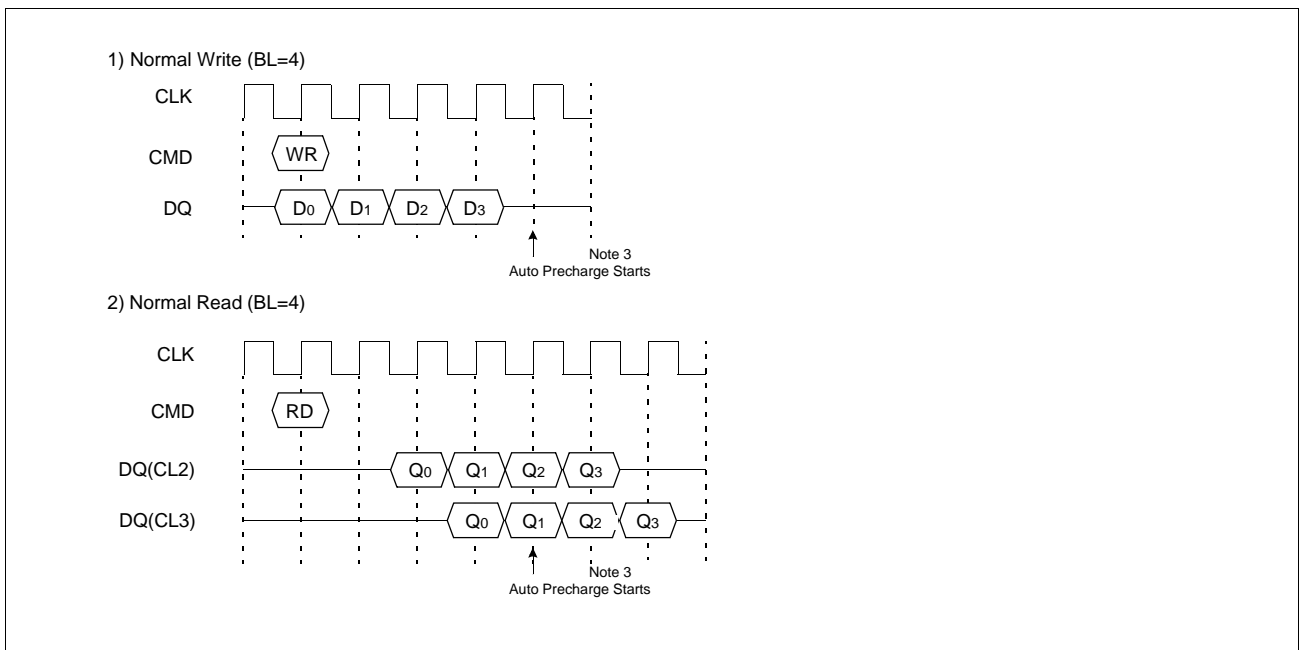 1) Normal Write (BL=4)
CLK
CMD WR
DQ D0 D1 D2 D3
Note 3
Auto Precharge Starts
2) Normal Read (BL=4)
CLK
CMD RD
DQ(CL2) Q0 Q1 Q2 Q3
DQ(CL3) Q0 Q1 Q2 Q3
Note 3
Auto Precharge Starts